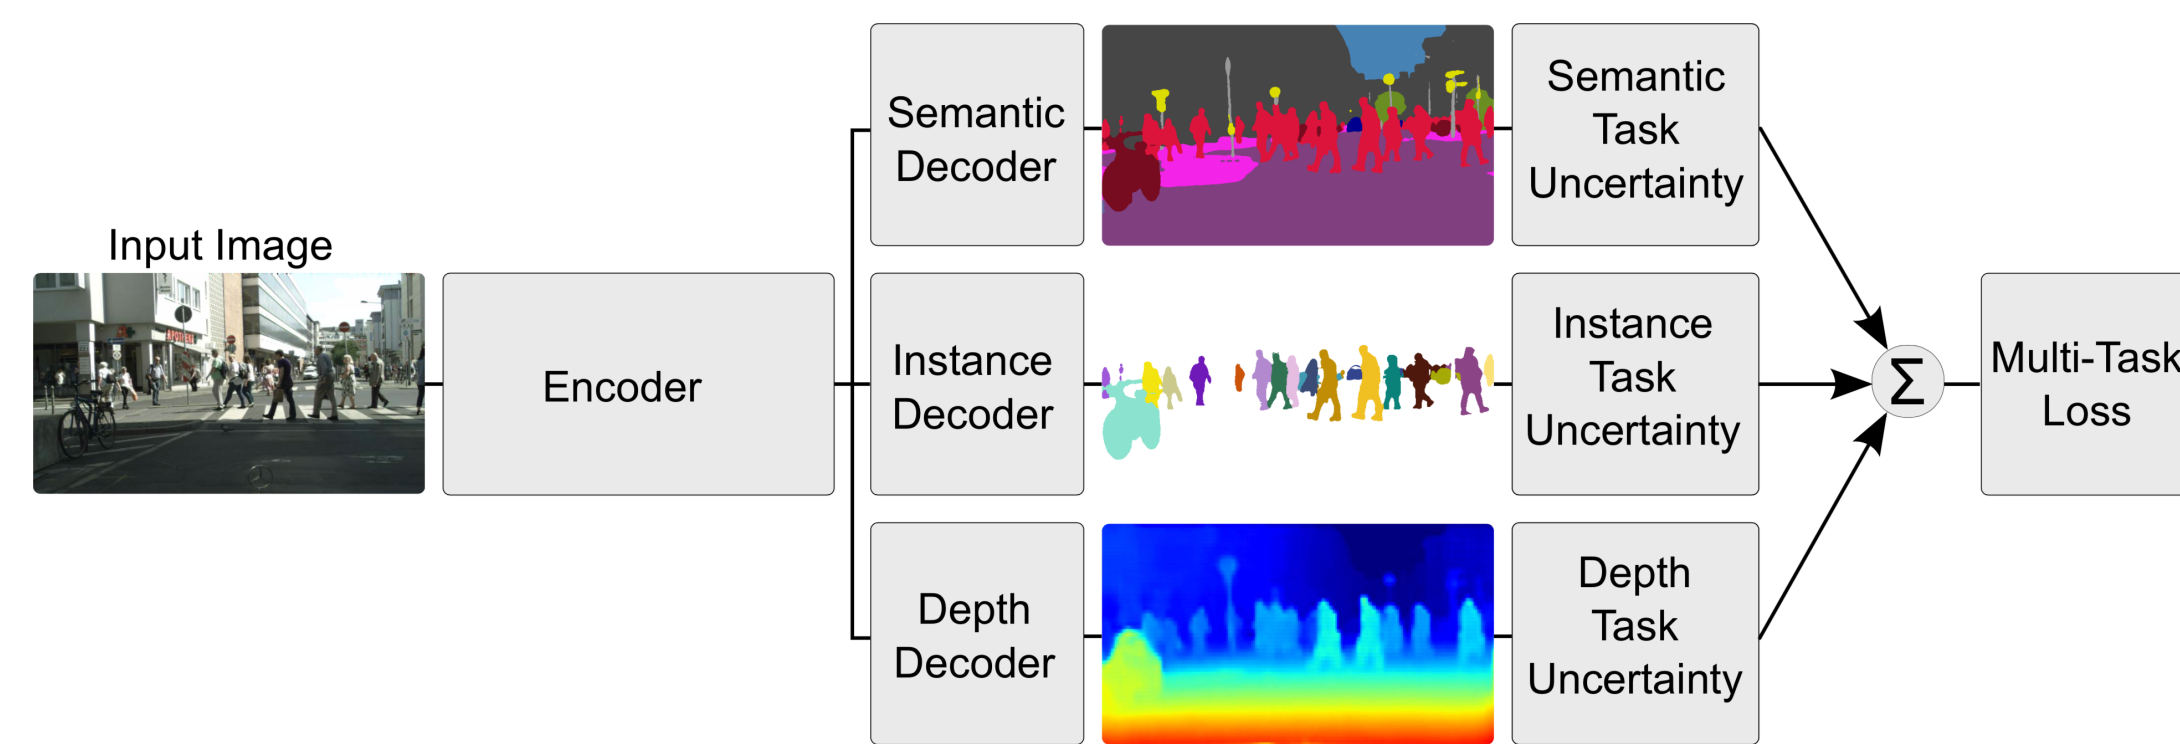 Input Image
Encoder
Semantic
Decoder
Instance
Decoder
Depth
Decoder
Semantic
Task
Uncertainty
Instance
Task
Uncertainty
Depth
Task
Uncertainty
Σ
Multi-Task
Loss